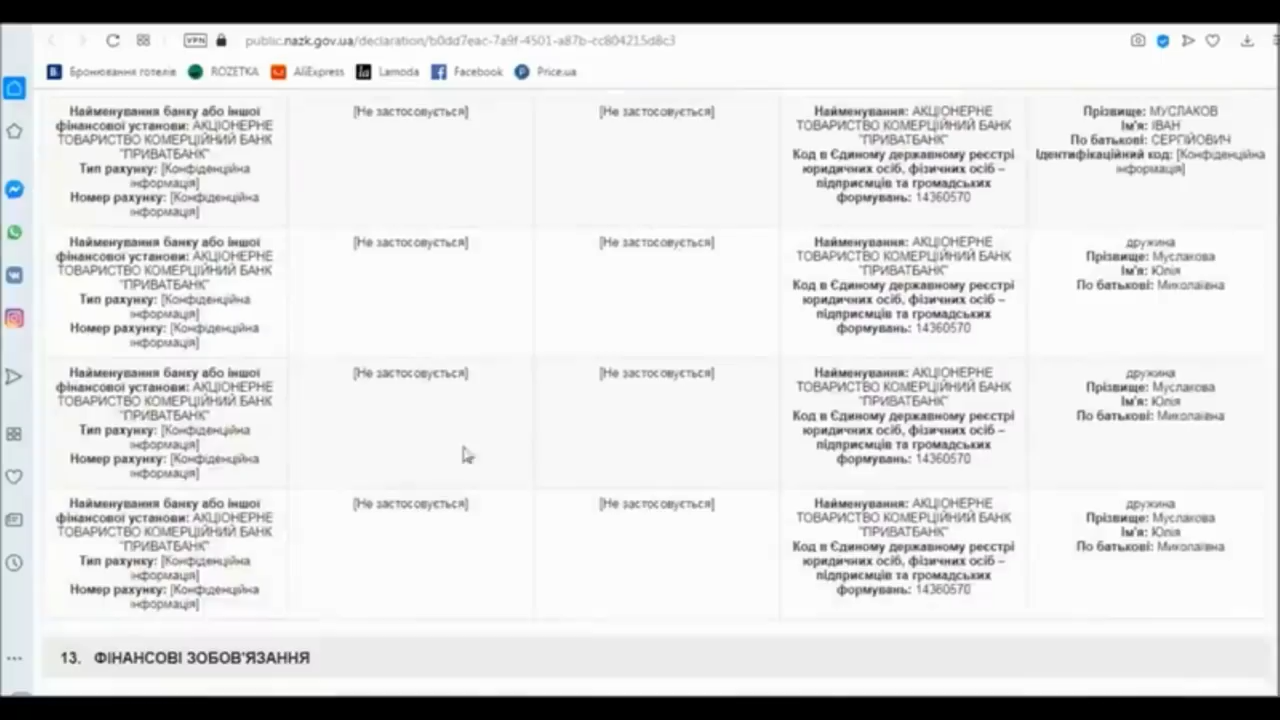 VPN public.nazk.gov.ua/declaration/b0dd7eac-7a9f-4501-a87b-cc804215d8c3
B. Бронювання готелів ROZETKA AliExpress la Lamoda Facebook P Price.ua
Найменування банку або іншої
фінансової установи: АКЦІОНЕРНЕ
ТОВАРИСТВО КОМЕРЦІЙНИЙ БАНК
"ПРИВАТБАНК"
Тип рахунку: [Конфіденційна
інформація]
Номер рахунку: [Конфіденційна
інформація]
[Не застосовується]
[Не застосовується]
Найменування: АКЦІОНЕРНЕ
ТОВАРИСТВО КОМЕРЦІЙНИЙ БАНК
"ПРИВАТБАНК"
Код в Єдиному державному реєстрі
юридичних осіб, фізичних осіб –
підприємців та громадських
формувань: 14360570
Прізвище: МУСЛАКОВ
Ім'я: ІВАН
По батькові: СЕРГІЙОВИЧ
Ідентифікаційний код: [Конфіденційна
інформація]
Найменування банку або іншої
фінансової установи: АКЦІОНЕРНЕ
ТОВАРИСТВО КОМЕРЦІЙНИЙ БАНК
"ПРИВАТБАНК"
Тип рахунку: [Конфіденційна
інформація]
Номер рахунку: [Конфіденційна
інформація]
[Не застосовується]
[Не застосовується]
Найменування: АКЦІОНЕРНЕ
ТОВАРИСТВО КОМЕРЦІЙНИЙ БАНК
"ПРИВАТБАНК"
Код в Єдиному державному реєстрі
юридичних осіб, фізичних осіб –
підприємців та громадських
формувань: 14360570
дружина
Прізвище: Муслакова
Ім'я: Юлія
По батькові: Миколаївна
Найменування банку або іншої
фінансової установи: АКЦІОНЕРНЕ
ТОВАРИСТВО КОМЕРЦІЙНИЙ БАНК
"ПРИВАТБАНК"
Тип рахунку: [Конфіденційна
інформація]
Номер рахунку: [Конфіденційна
інформація]
[Не застосовується]
[Не застосовується]
Найменування: АКЦІОНЕРНЕ
ТОВАРИСТВО КОМЕРЦІЙНИЙ БАНК
"ПРИВАТБАНК"
Код в Єдиному державному реєстрі
юридичних осіб, фізичних осіб –
підприємців та громадських
формувань: 14360570
дружина
Прізвище: Муслакова
Ім'я: Юлія
По батькові: Миколаївна
Найменування банку або іншої
фінансової установи: АКЦІОНЕРНЕ
ТОВАРИСТВО КОМЕРЦІЙНИЙ БАНК
"ПРИВАТБАНК"
Тип рахунку: [Конфіденційна
інформація]
Номер рахунку: [Конфіденційна
інформація]
[Не застосовується]
[Не застосовується]
Найменування: АКЦІОНЕРНЕ
ТОВАРИСТВО КОМЕРЦІЙНИЙ БАНК
"ПРИВАТБАНК"
Код в Єдиному державному реєстрі
юридичних осіб, фізичних осіб –
підприємців та громадських
формувань: 14360570
дружина
Прізвище: Муслакова
Ім'я: Юлія
По батькові: Миколаївна
13. ФІНАНСОВІ ЗОБОВ'ЯЗАННЯ